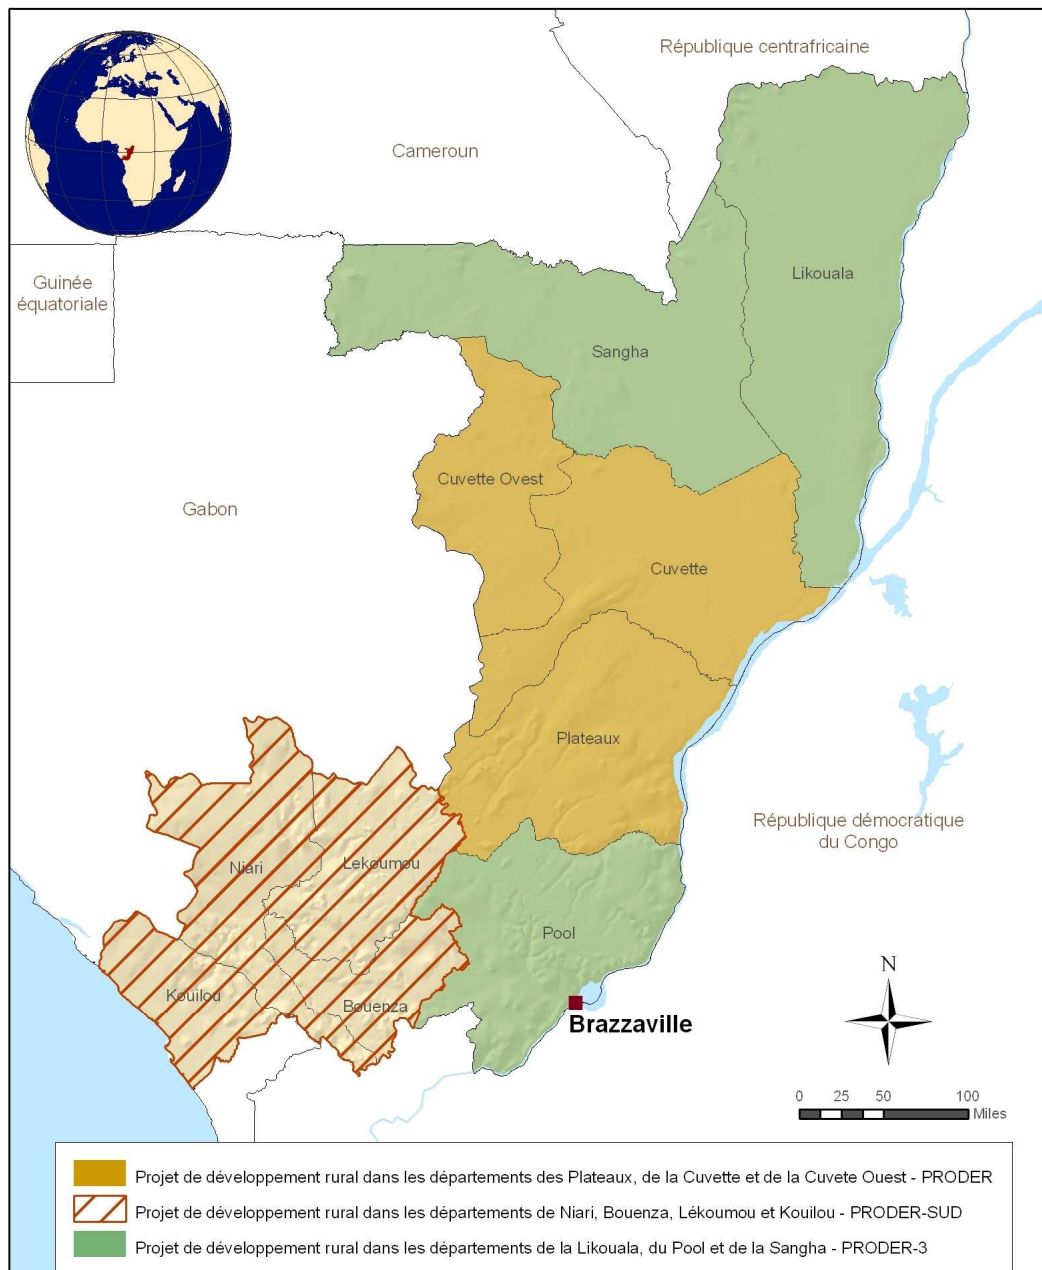 République centrafricaine
Cameroun
Guinée
équatoriale
Likouala
Sangha
Cuvette Ovest
Gabon
Cuvette
Plateaux
République démocratique
du Congo
Niari
Lekoumou
Pool
Kouilou
Bouenza
Brazzaville
N
0 25 50 100
Miles
Projet de développement rural dans les départements des Plateaux, de la Cuvette et de la Cuvete Ouest - PRODER
Projet de développement rural dans les départements de Niari, Bouenza, Lékoumou et Kouilou - PRODER-SUD
Projet de développement rural dans les départements de la Likouala, du Pool et de la Sangha - PRODER-3